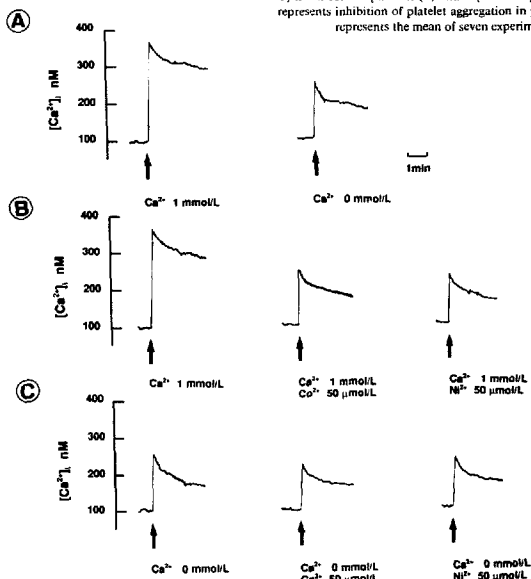 represents inhibition of platelet aggregation in
represents the mean of seven experim
A
[Ca²⁺], nM
400
300
200
100
Ca²⁺ 1 mmol/L
Ca²⁺ 0 mmol/L
1min
B
[Ca²⁺], nM
400
300
200
100
Ca²⁺ 1 mmol/L
Ca²⁺ 1 mmol/L
Co²⁺ 50 μmol/L
Ca²⁺ 1 mmol/L
Ni²⁺ 50 μmol/L
C
[Ca²⁺], nM
400
300
200
100
Ca²⁺ 0 mmol/L
Ca²⁺ 0 mmol/L
Co²⁺ 50 μmol/L
Ca²⁺ 0 mmol/L
Ni²⁺ 50 μmol/L